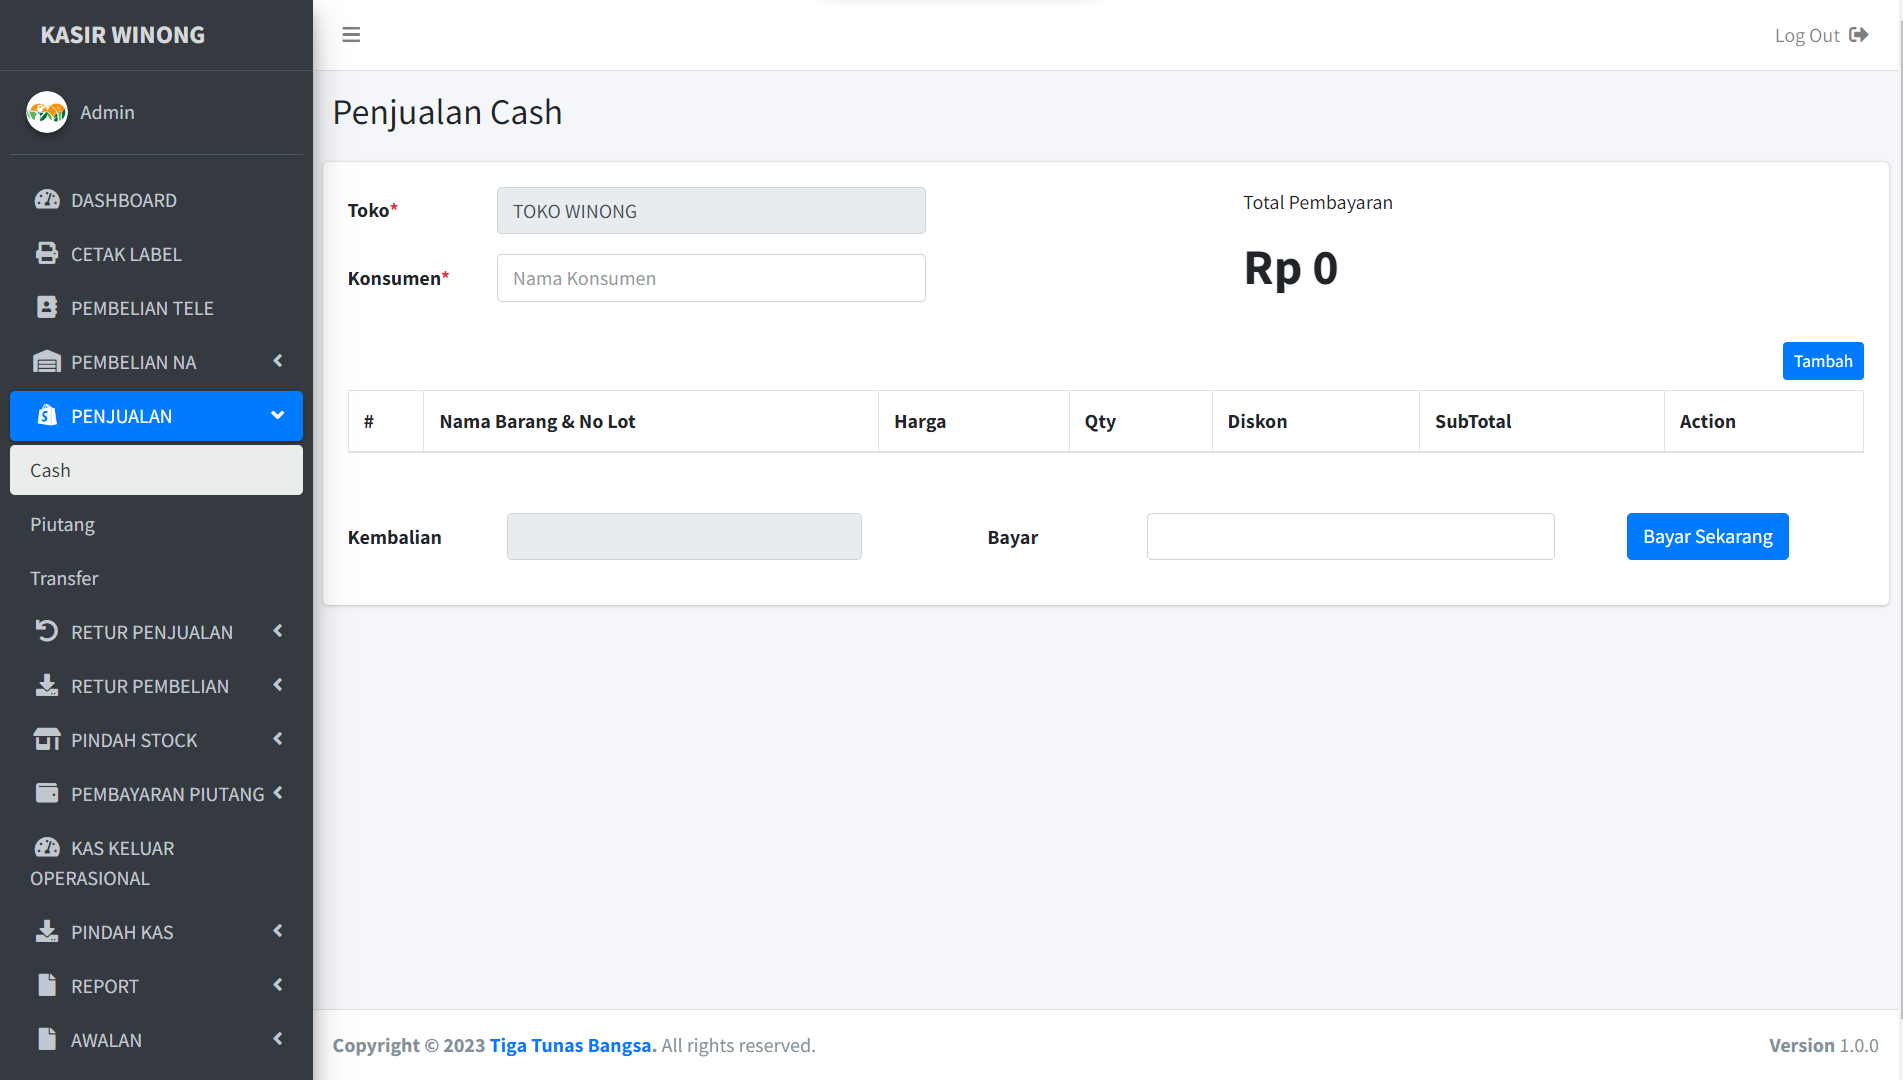 KASIR WINONG
Log Out
Admin
DASHBOARD
CETAK LABEL
PEMBELIAN TELE
PEMBELIAN NA
PENJUALAN
Cash
Piutang
Transfer
RETUR PENJUALAN
RETUR PEMBELIAN
PINDAH STOCK
PEMBAYARAN PIUTANG
KAS KELUAR
OPERASIONAL
PINDAH KAS
REPORT
AWALAN
Penjualan Cash
Toko*
TOKO WINONG
Konsumen*
Nama Konsumen
Total Pembayaran
Rp 0
Tambah
# Nama Barang & No Lot Harga Qty Diskon SubTotal Action
Kembalian
Bayar
Bayar Sekarang
Copyright © 2023 Tiga Tunas Bangsa. All rights reserved.
Version 1.0.0